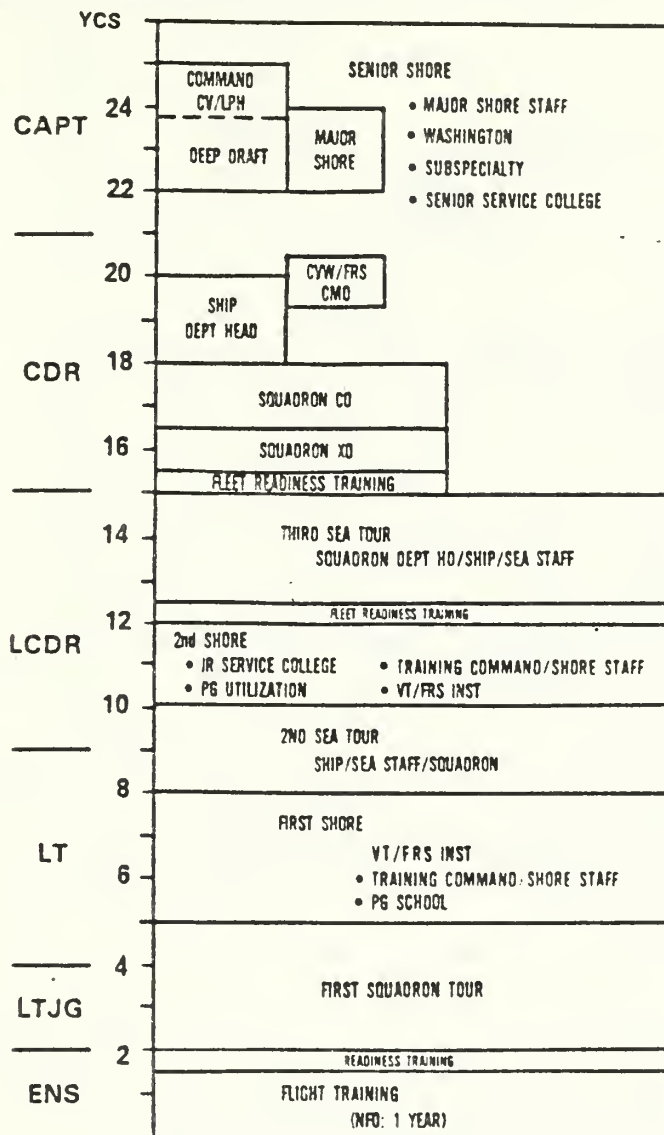 YCS
COMMAND
CV/LPH
DEEP DRAFT
MAJOR
SHORE
SENIOR SHORE
• MAJOR SHORE STAFF
• WASHINGTON
• SUBSPECIALTY
• SENIOR SERVICE COLLEGE
CAPT
24
22
20
CVW/FRS
CMD
SHIP
DEPT HEAD
CDR
18
SQUADRON CO
16
SQUADRON XO
FLEET READINESS TRAINING
14
THIRD SEA TOUR
SQUADRON DEPT HD/SHIP/SEA STAFF
FLEET READINESS TRAINING
12
LCDR
2nd SHORE
• JR SERVICE COLLEGE • TRAINING COMMAND/SHORE STAFF
• PG UTILIZATION • VT/FRS INST
10
2ND SEA TOUR
SHIP/SEA STAFF/SQUADRON
8
LT
FIRST SHORE
VT/FRS INST
6
• TRAINING COMMAND/SHORE STAFF
• PG SCHOOL
4
FIRST SQUADRON TOUR
LTJG
2
READINESS TRAINING
ENS
FLIGHT TRAINING
(NFO: 1 YEAR)